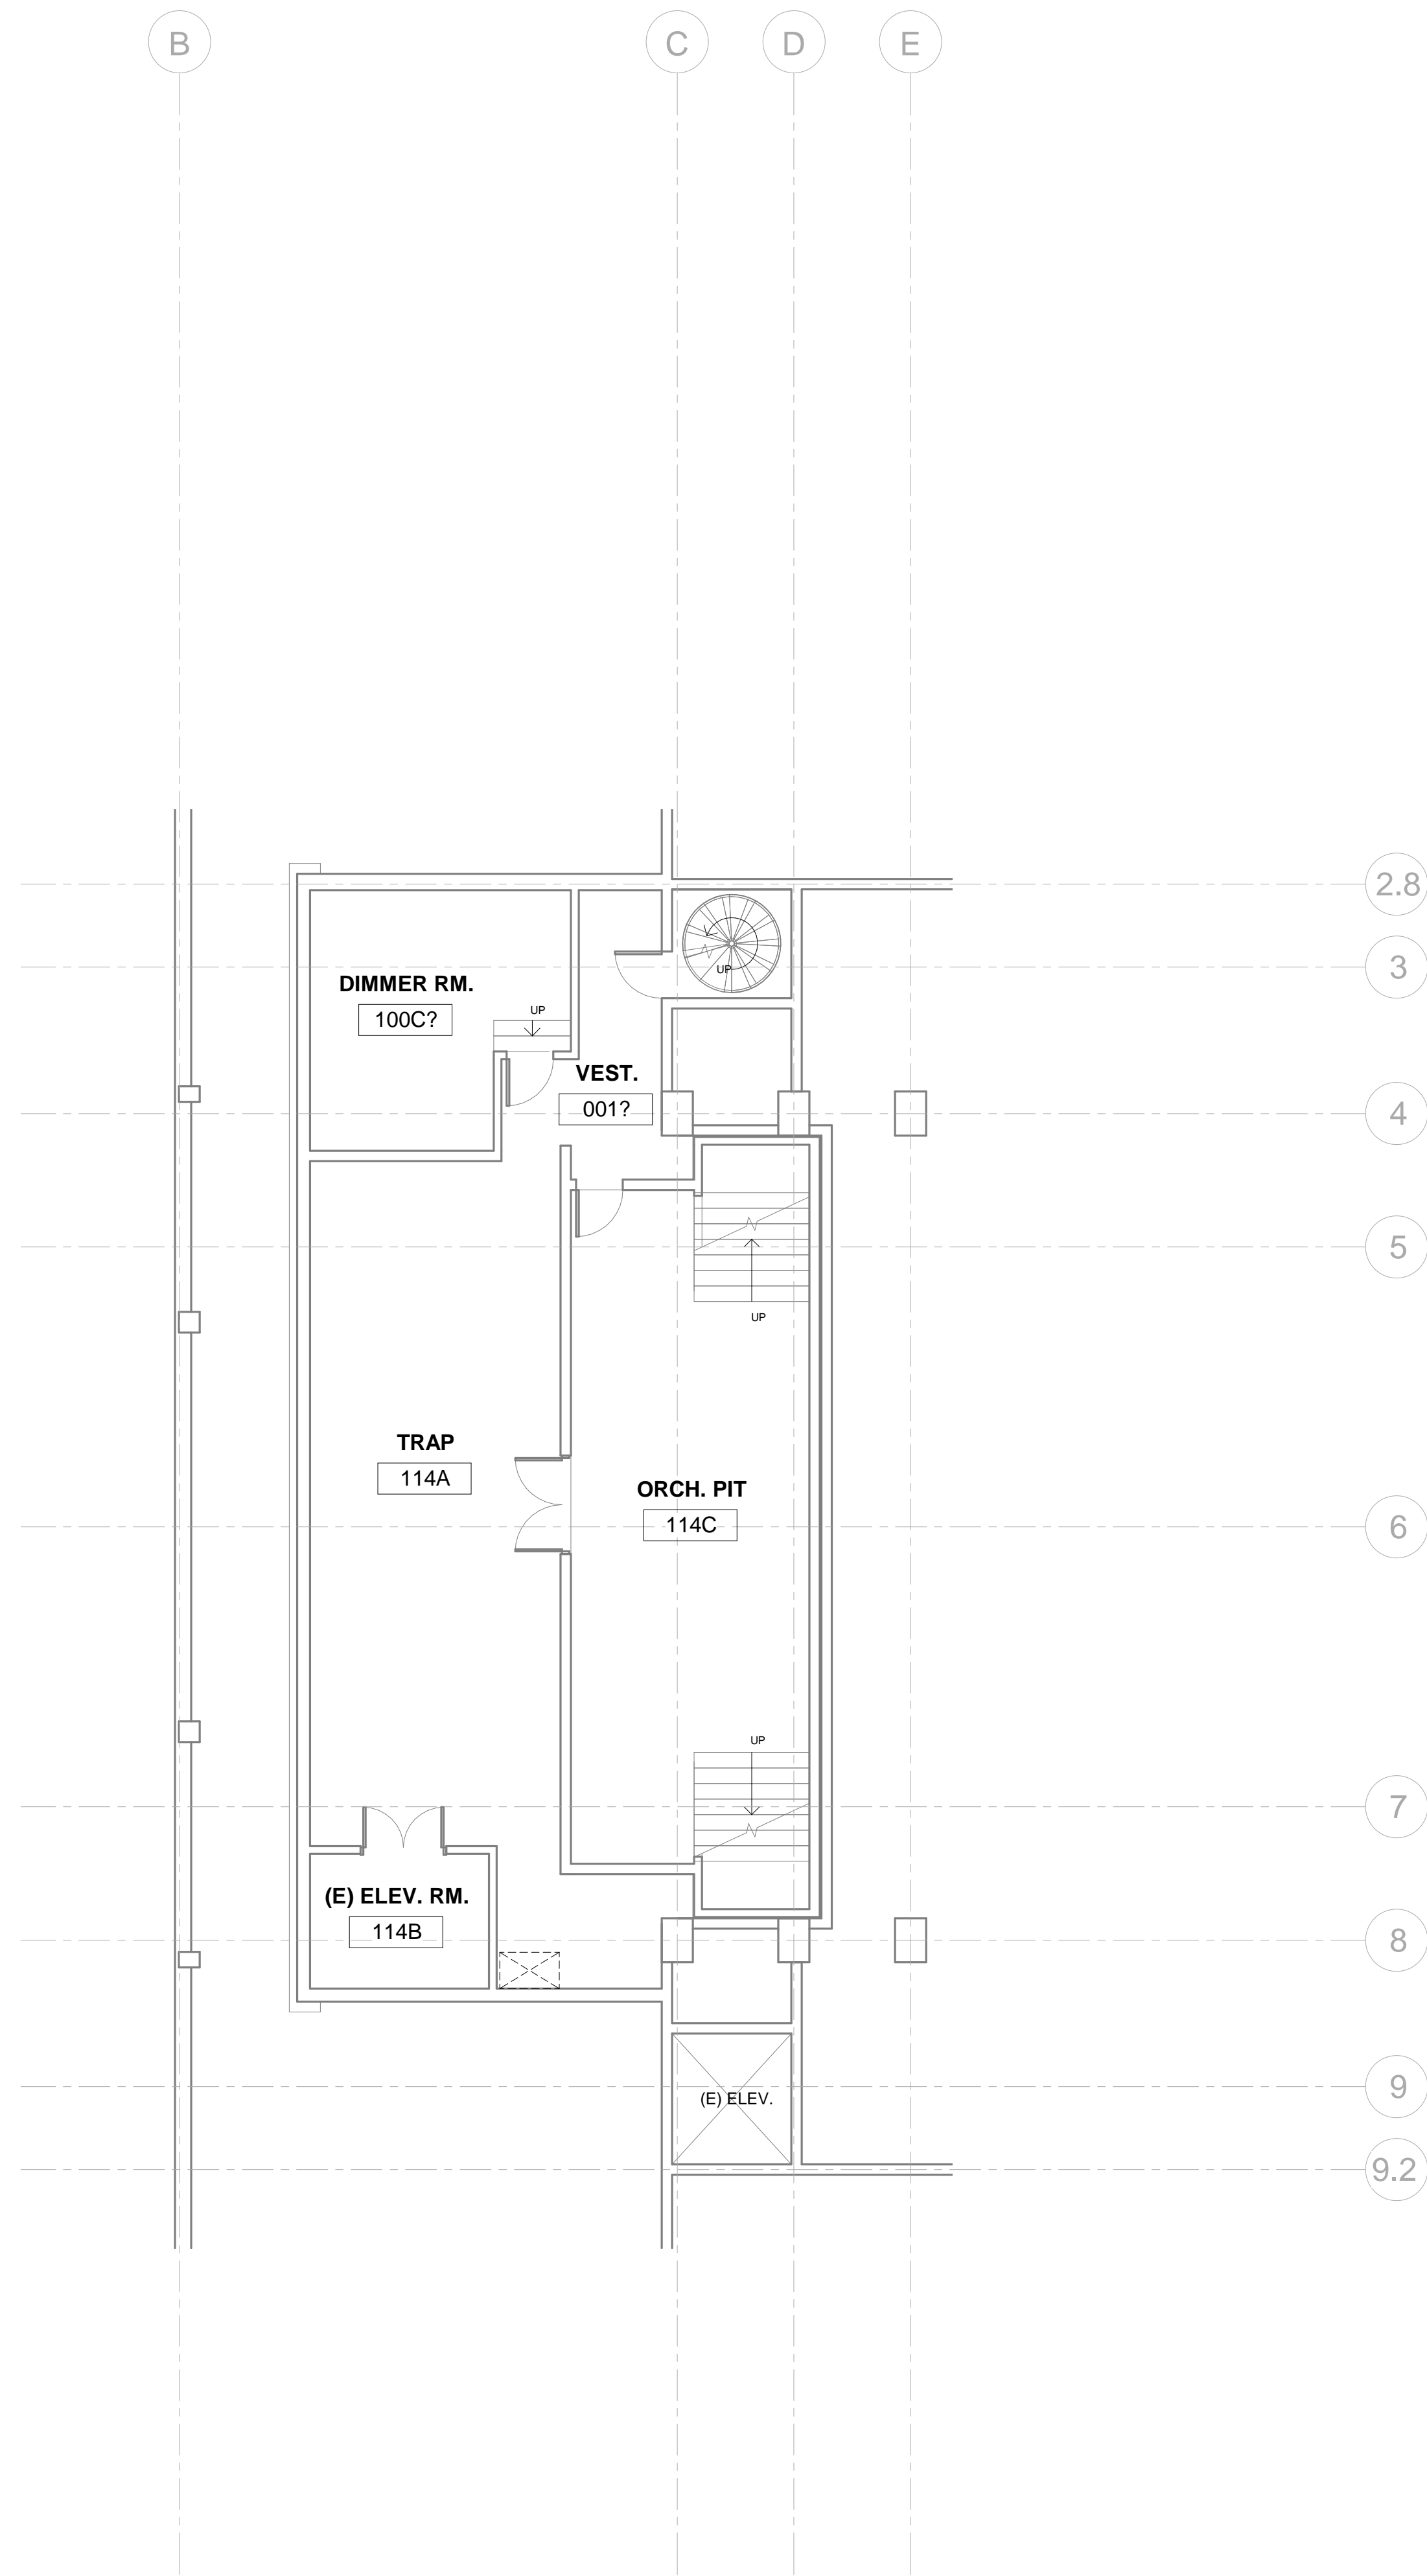 B
C
D
E
2.8
3
UP
DIMMER RM.
100C?
UP
VEST.
001?
4
5
UP
TRAP
114A
ORCH. PIT
114C
6
UP
7
(E) ELEV. RM.
114B
8
(E) ELEV.
9
9.2